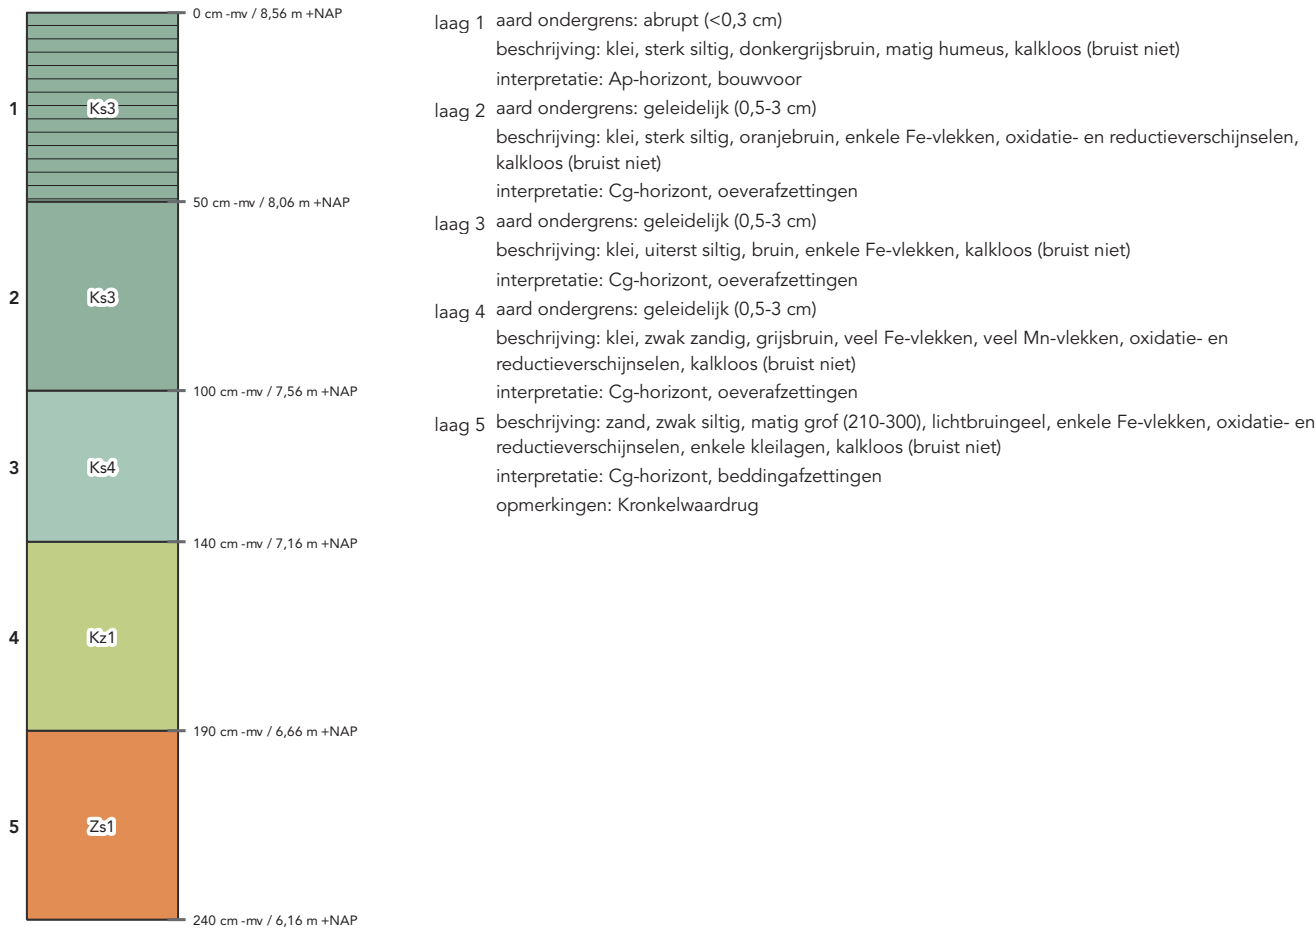 0 cm -mv / 8,56 m +NAP
1
Ks3
50 cm -mv / 8,06 m +NAP
2
Ks3
100 cm -mv / 7,56 m +NAP
3
Ks4
140 cm -mv / 7,16 m +NAP
4
Kz1
190 cm -mv / 6,66 m +NAP
5
Zs1
240 cm -mv / 6,16 m +NAP
laag 1 aard ondergrens: abrupt (<0,3 cm)
beschrijving: klei, sterk siltig, donkergrijsbruin, matig humeus, kalkloos (bruist niet)
interpretatie: Ap-horizont, bouwvoor
laag 2 aard ondergrens: geleidelijk (0,5-3 cm)
beschrijving: klei, sterk siltig, oranjebruin, enkele Fe-vlekken, oxidatie- en reductieverschijnselen,
kalkloos (bruist niet)
interpretatie: Cg-horizont, oeverafzettingen
laag 3 aard ondergrens: geleidelijk (0,5-3 cm)
beschrijving: klei, uiterst siltig, bruin, enkele Fe-vlekken, kalkloos (bruist niet)
interpretatie: Cg-horizont, oeverafzettingen
laag 4 aard ondergrens: geleidelijk (0,5-3 cm)
beschrijving: klei, zwak zandig, grijsbruin, veel Fe-vlekken, veel Mn-vlekken, oxidatie- en
reductieverschijnselen, kalkloos (bruist niet)
interpretatie: Cg-horizont, oeverafzettingen
laag 5 beschrijving: zand, zwak siltig, matig grof (210-300), lichtbruingeel, enkele Fe-vlekken, oxidatie- en
reductieverschijnselen, enkele kleilagen, kalkloos (bruist niet)
interpretatie: Cg-horizont, beddingafzettingen
opmerkingen: Kronkelwaardrug